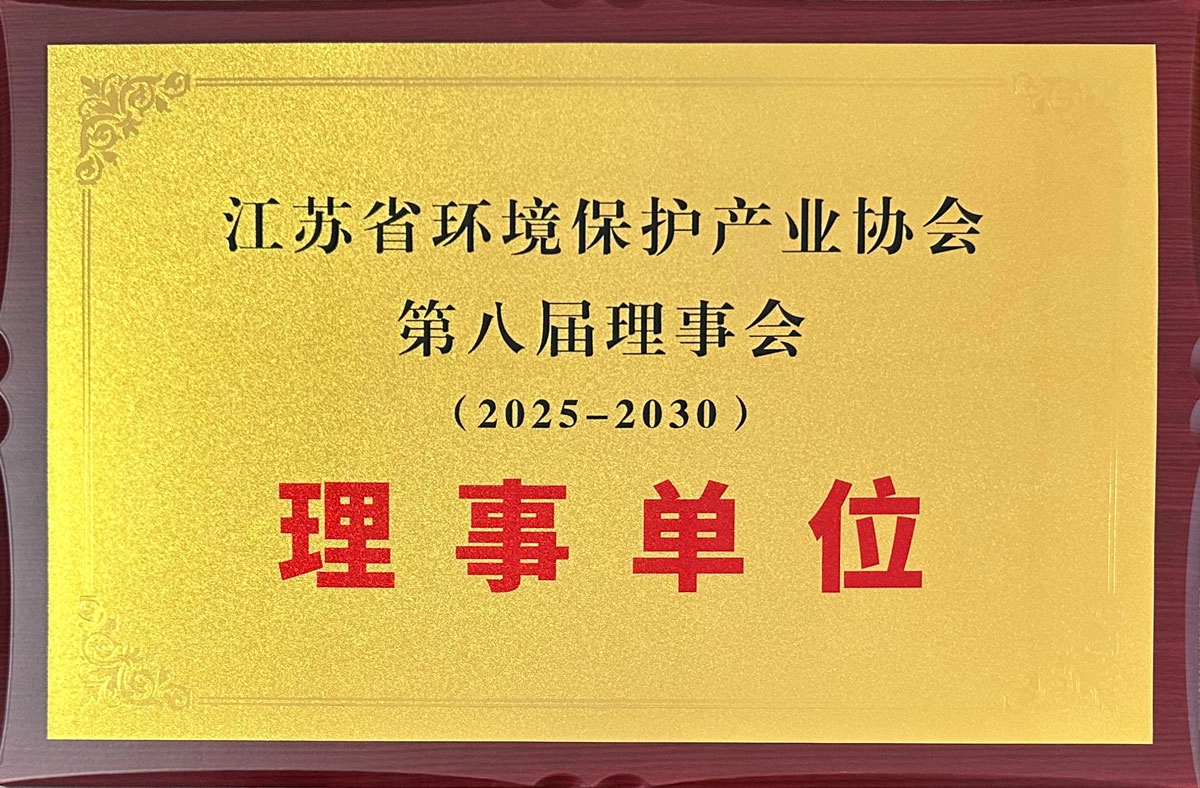 江苏省环境保护产业协会
第八届理事会
（2025-2030）
理事单位